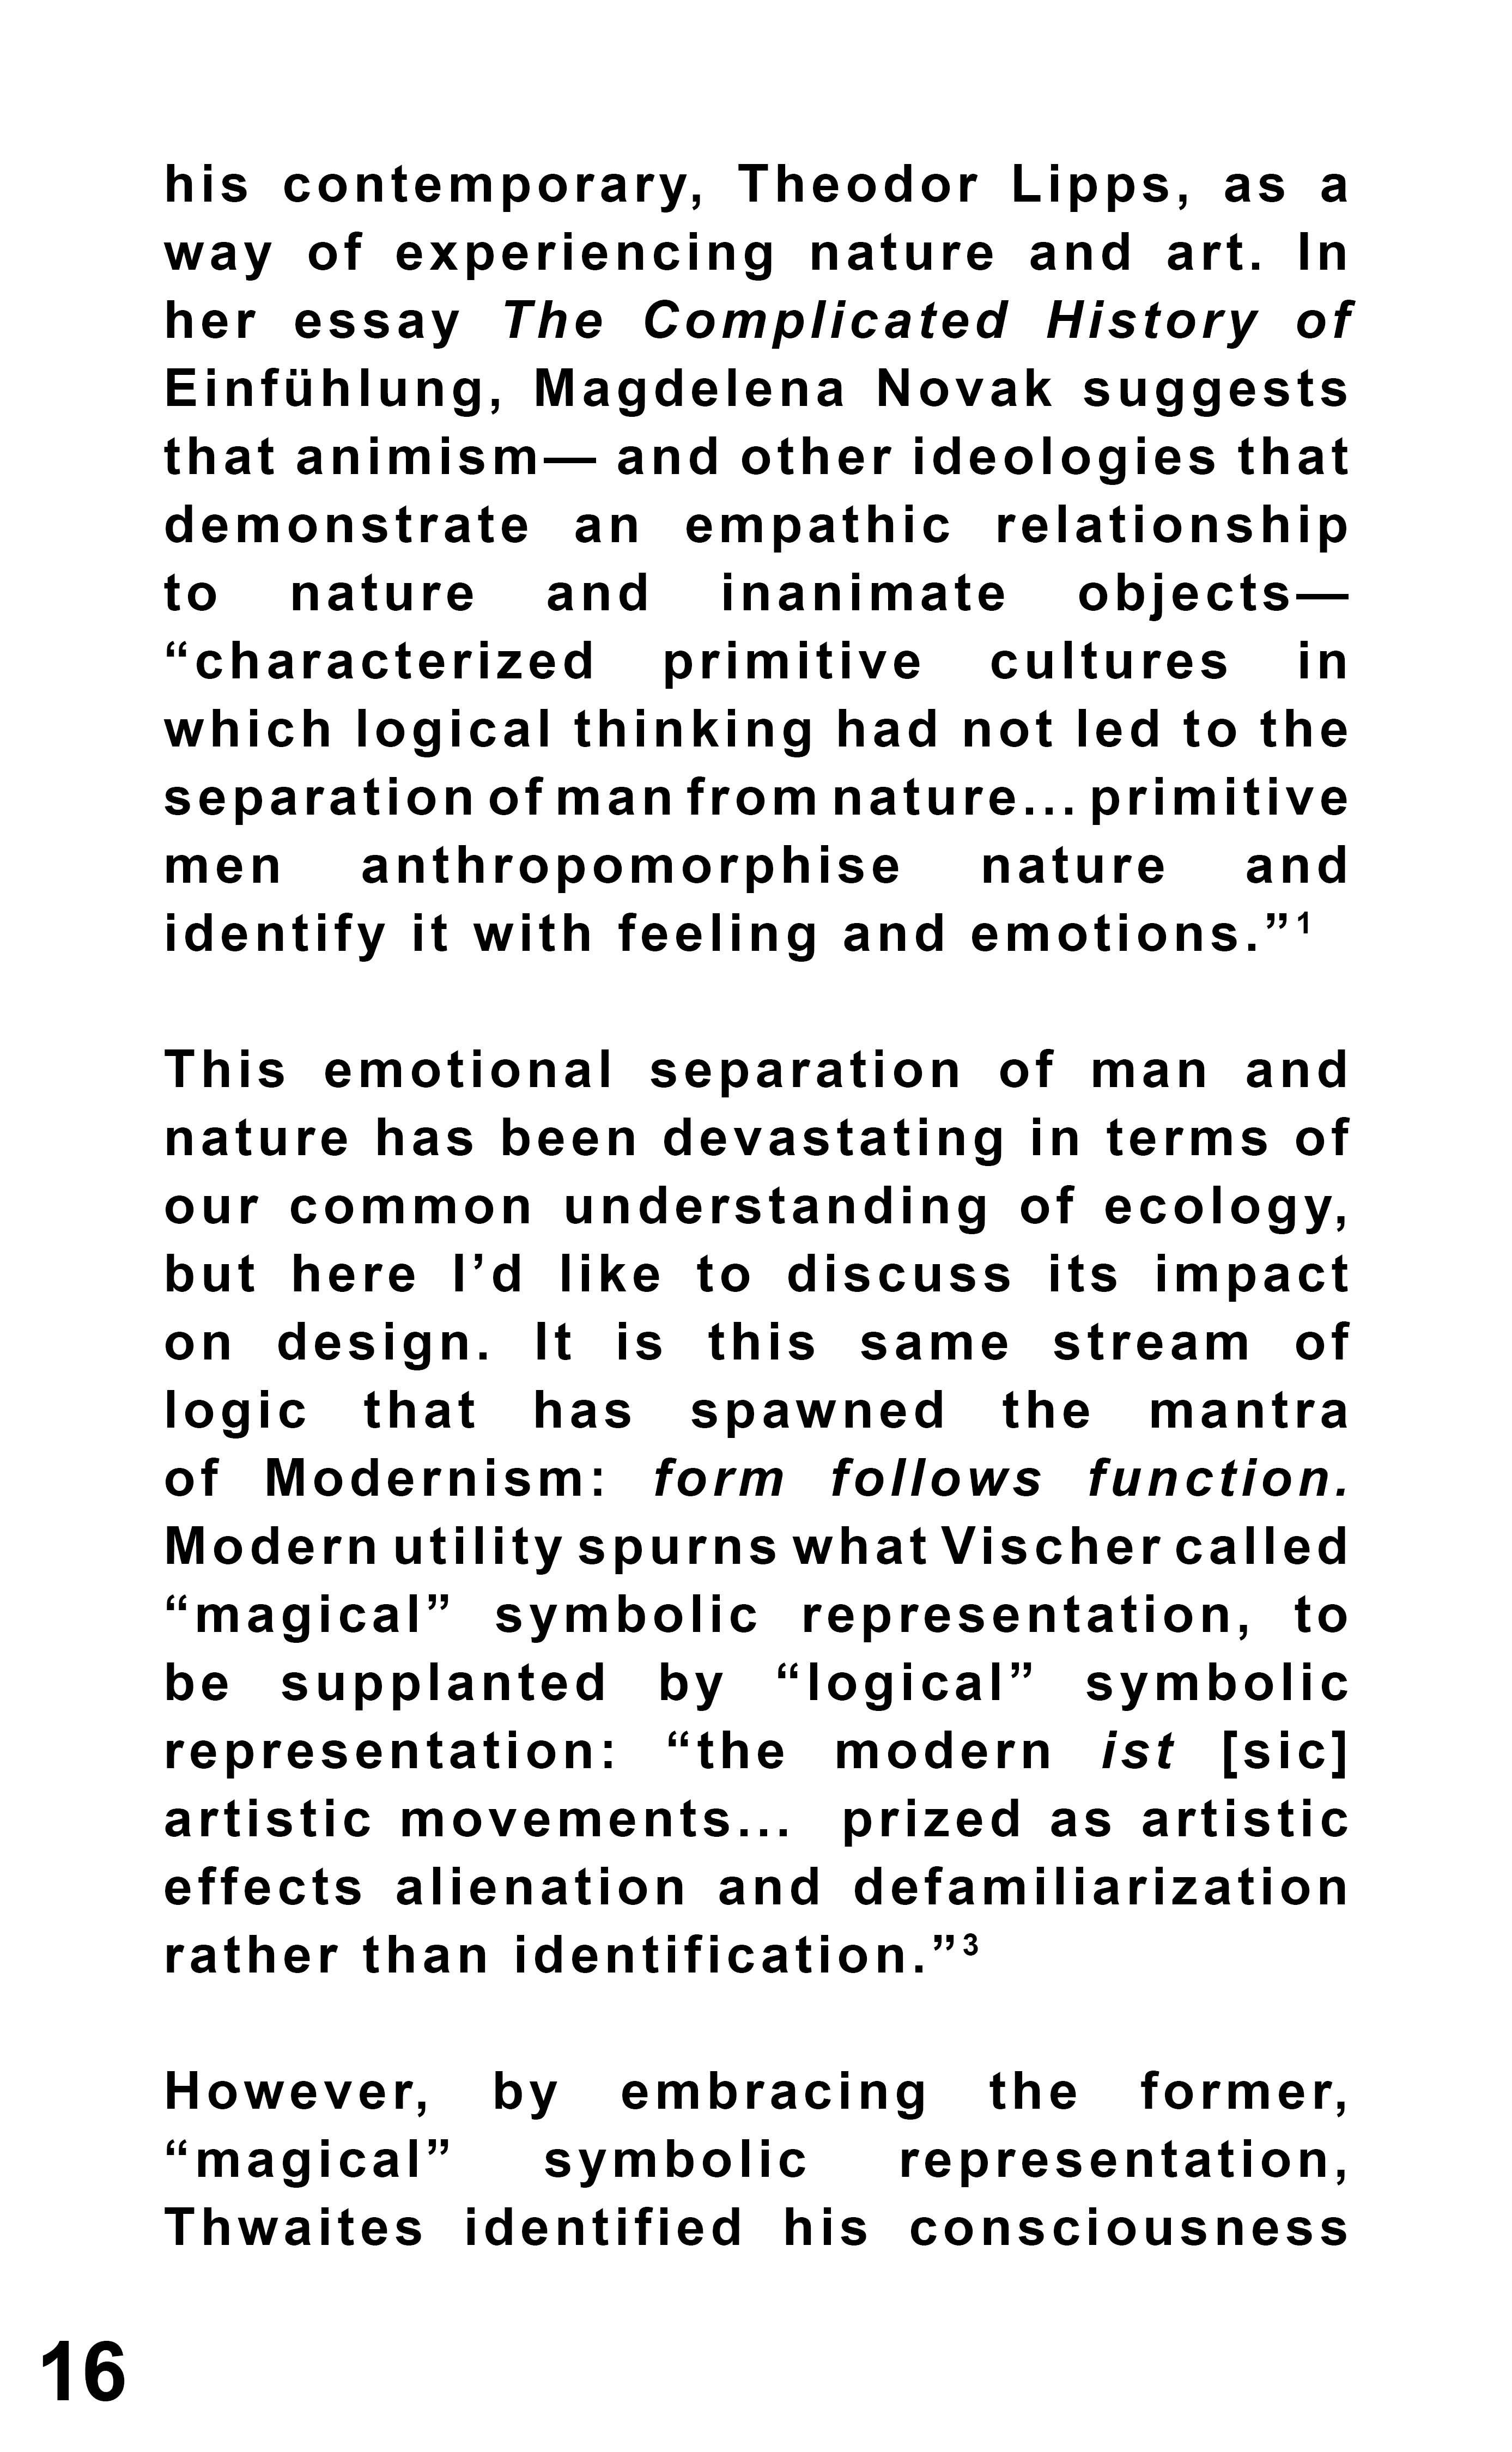 his contemporary, Theodor Lipps, as a
way of experiencing nature and art. In
her essay The Complicated History of
Einfühlung, Magdelena Novak suggests
that animism— and other ideologies that
demonstrate an empathic relationship
to nature and inanimate objects—
“characterized primitive cultures in
which logical thinking had not led to the
separation of man from nature... primitive
men anthropomorphise nature and
identify it with feeling and emotions.”¹
This emotional separation of man and
nature has been devastating in terms of
our common understanding of ecology,
but here I’d like to discuss its impact
on design. It is this same stream of
logic that has spawned the mantra
of Modernism: form follows function.
Modern utility spurns what Vischer called
“magical” symbolic representation, to
be supplanted by “logical” symbolic
representation: “the modern ist [sic]
artistic movements... prized as artistic
effects alienation and defamiliarization
rather than identification.”³
However, by embracing the former,
“magical” symbolic representation,
Thwaites identified his consciousness
16